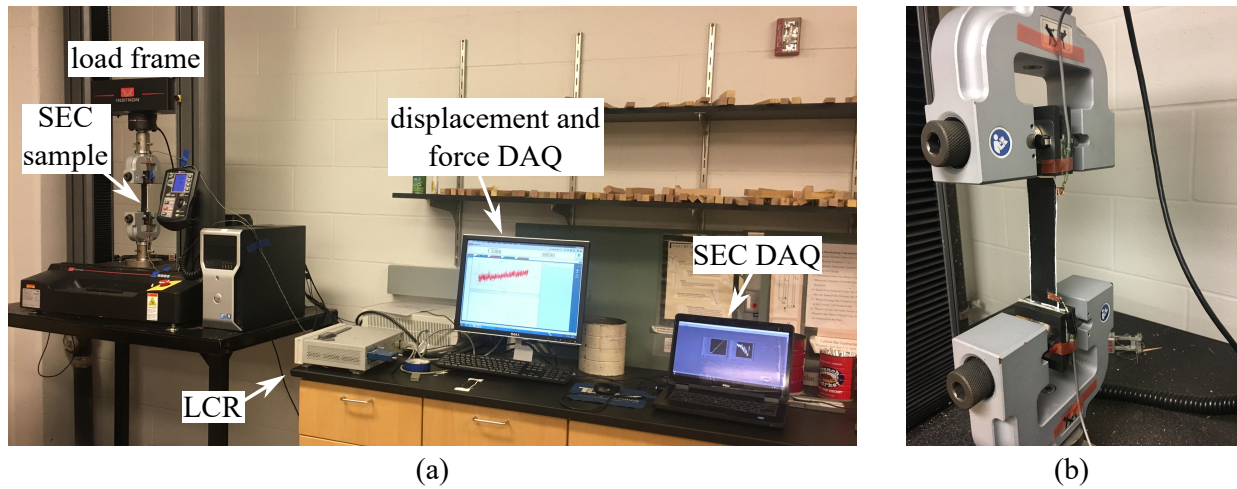 load frame
INSTRON
SEC
sample
displacement and
force DAQ
SEC DAQ
LCR
(a)
(b)